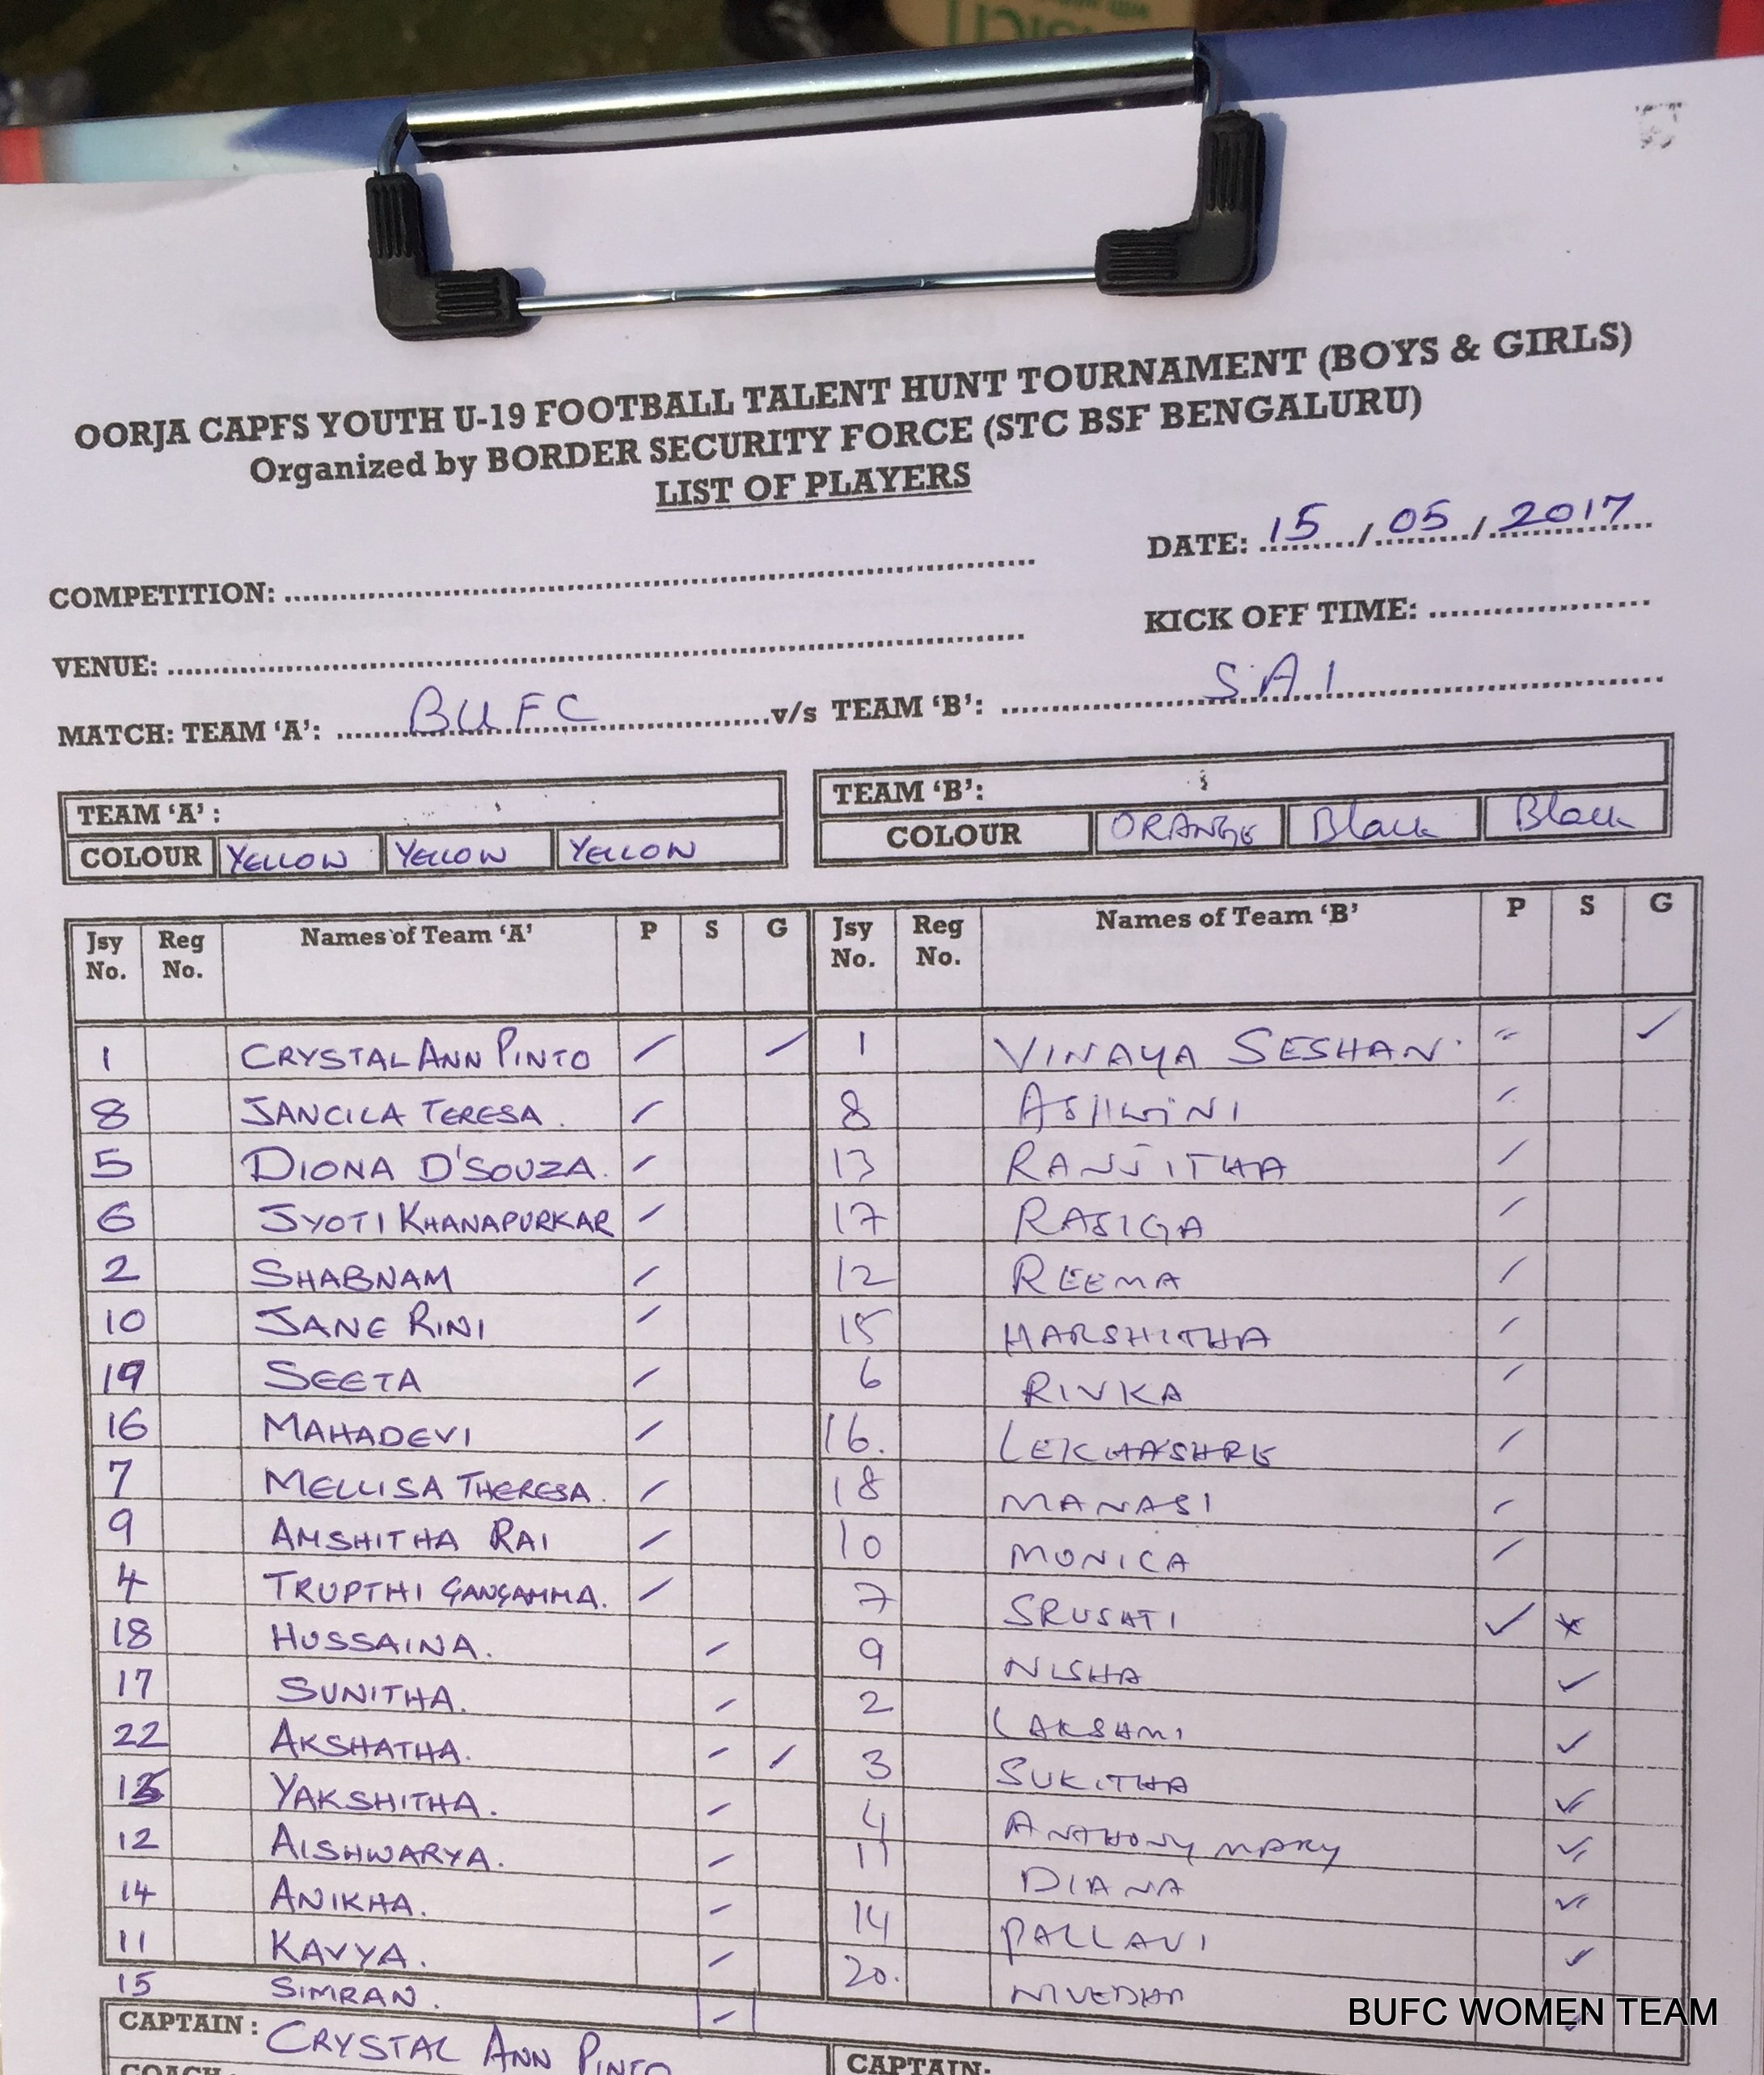 OORJA CAPFS YOUTH U-19 FOOTBALL TALENT HUNT TOURNAMENT (BOYS & GIRLS)
Organized by BORDER SECURITY FORCE (STC BSF BENGALURU)
LIST OF PLAYERS
DATE: 15 / 05 / 2017
COMPETITION:
KICK OFF TIME:
VENUE:
MATCH: TEAM ‘A’: BUFC v/s TEAM ‘B’: S.A.I
TEAM ‘A’ : TEAM ‘B’:
COLOUR YELLOW YELLOW YELLOW COLOUR ORANGE Black Black
Jsy No. Reg No. Names of Team ‘A’ P S G Jsy No. Reg No. Names of Team ‘B’ P S G
1 CRYSTAL ANN PINTO 1 VINAYA SESHAN.
8 JANCILA TERESA. 8 ASHWINI
5 DIONA D'SOUZA. 13 RANJITHA
6 JYOTI KHANAPURKAR 17 RASIGA
2 SHABNAM 12 REEMA
10 JANE RINI 15 HARSHITHA
19 SEETA 6 RINKA
16 MAHADEVI 16. LEKHASHRE
7 MELLISA THERESA. 18 MANASI
9 AMSHITHA RAI 10 MONICA
4 TRUPTHI GANGAMMA. 7 SRUSHTI
18 HUSSAINA. 9 NISHA
17 SUNITHA. 2 LAKSHMI
22 AKSHATHA. 3 SUKITHA
YAKSHITHA. 4 ANTHONY MARY
12 AISHWARYA. 11 DIANA
14 ANIKHA. 14 PALLAVI
11 KAVYA. 20. NIVEDHA
15 SIMRAN.
BUFC WOMEN TEAM
CAPTAIN: CRYSTAL ANN PINTO CAPTAIN:
COACH: